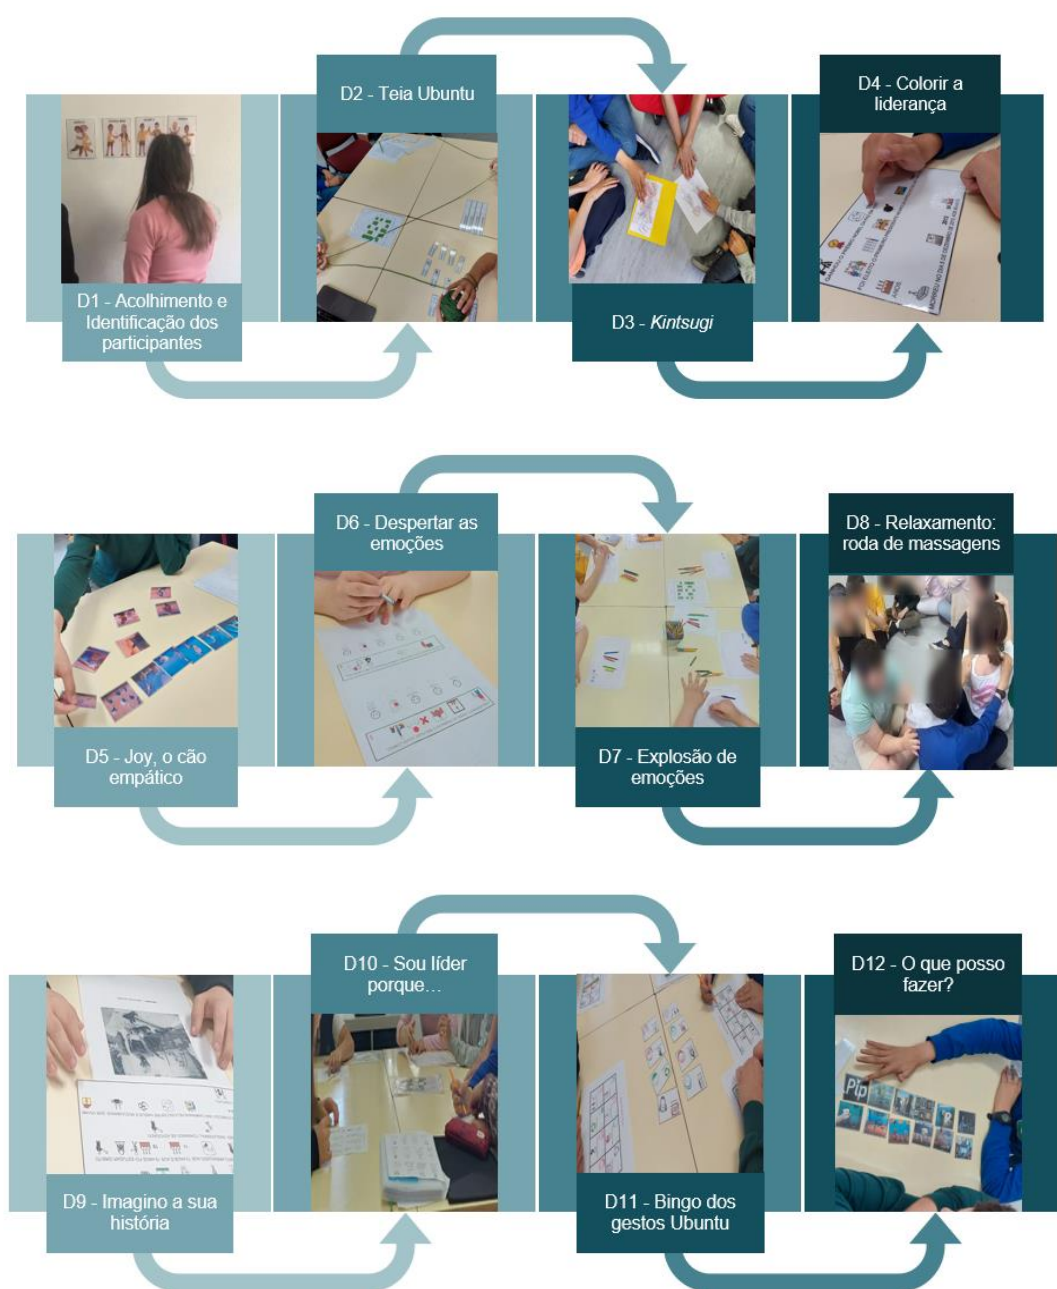 D2 - Teia Ubuntu
D4 - Colorir a
liderança
D1 - Acolhimento e
Identificação dos
participantes
D3 - Kintsugi
D6 - Despertar as
emoções
D8 - Relaxamento:
roda de massagens
D5 - Joy, o cão
empático
D7 - Explosão de
emoções
D10 - Sou líder
porque...
D12 - O que posso
fazer?
Pip
D9 - Imagino a sua
história
D11 - Bingo dos
gestos Ubuntu